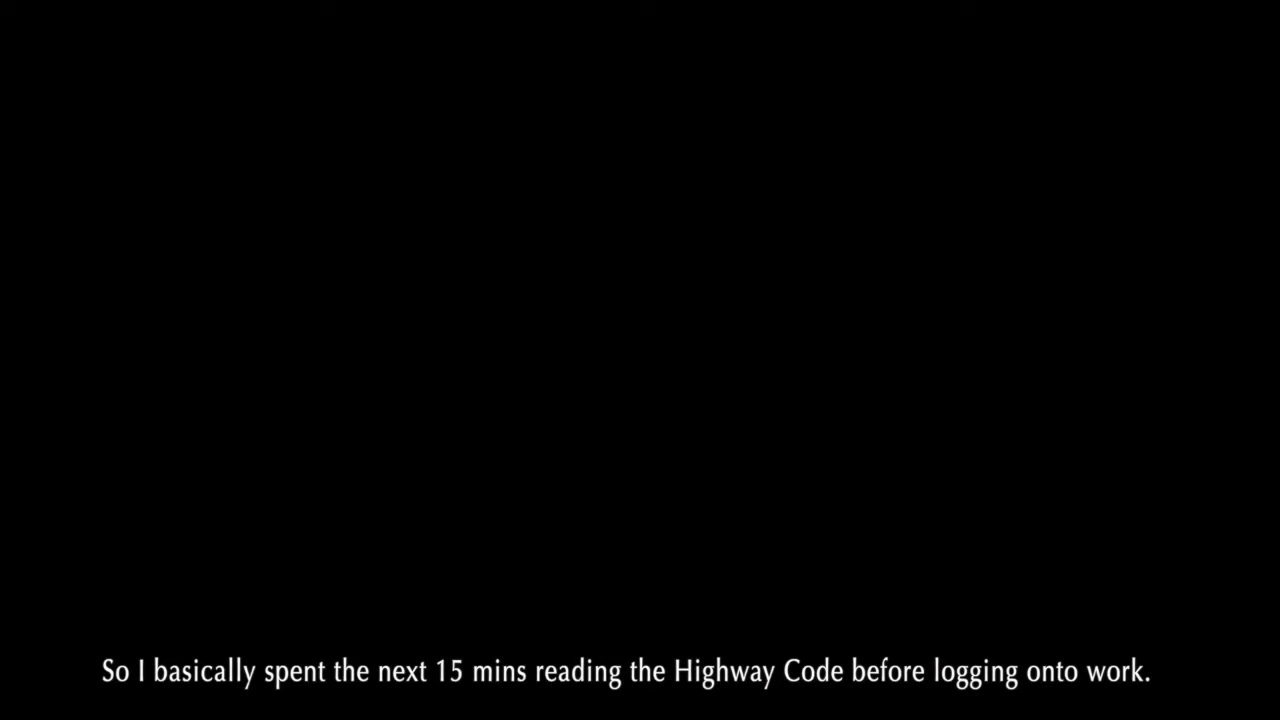 So I basically spent the next 15 mins reading the Highway Code before logging onto work.